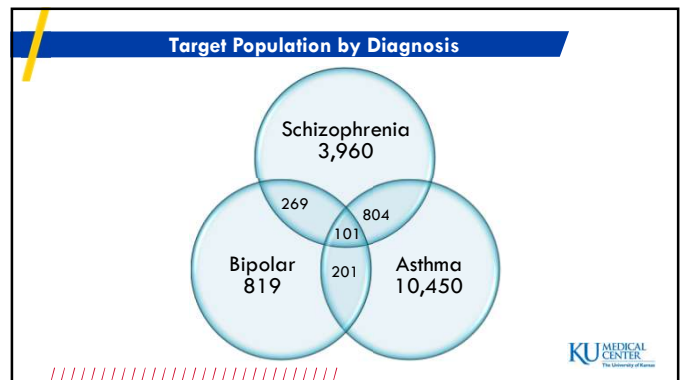 Target Population by Diagnosis
Schizophrenia
3,960
269
804
101
Bipolar
819
201
Asthma
10,450
KU MEDICAL
CENTER
The University of Kansas